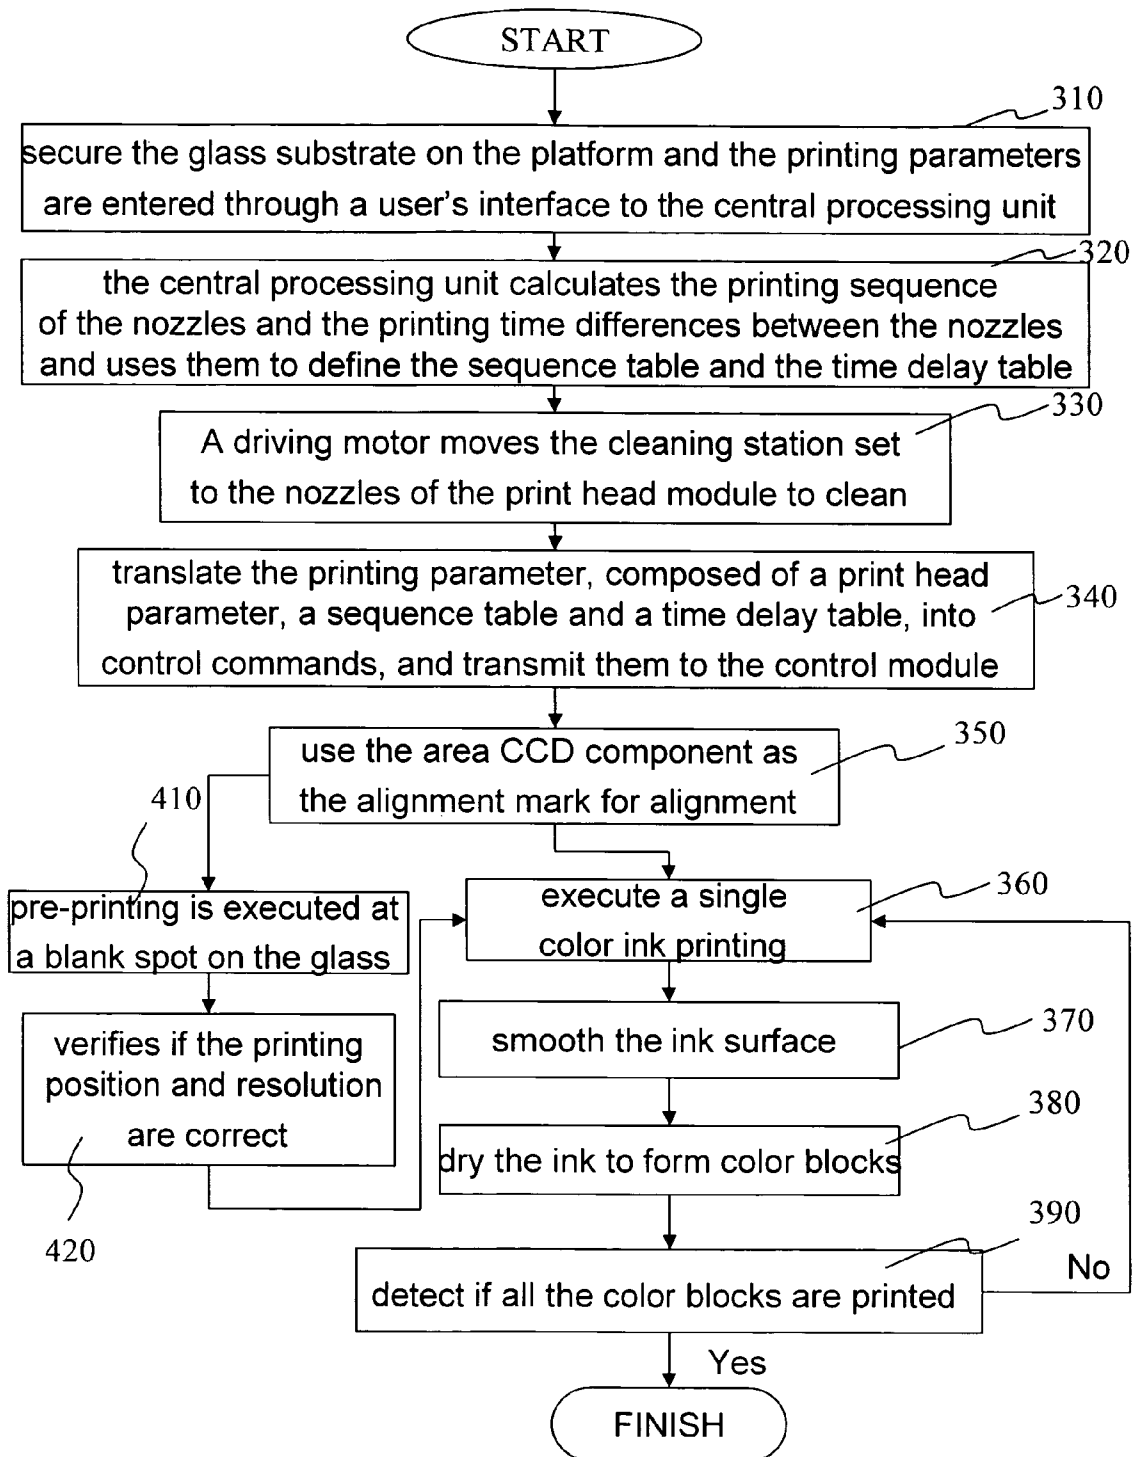 START
310
secure the glass substrate on the platform and the printing parameters
are entered through a user's interface to the central processing unit
320
the central processing unit calculates the printing sequence
of the nozzles and the printing time differences between the nozzles
and uses them to define the sequence table and the time delay table
330
A driving motor moves the cleaning station set
to the nozzles of the print head module to clean
translate the printing parameter, composed of a print head
parameter, a sequence table and a time delay table, into
control commands, and transmit them to the control module
340
350
use the area CCD component as
the alignment mark for alignment
410
pre-printing is executed at
a blank spot on the glass
360
execute a single
color ink printing
verifies if the printing
position and resolution
are correct
420
370
smooth the ink surface
380
dry the ink to form color blocks
390
detect if all the color blocks are printed
No
Yes
FINISH